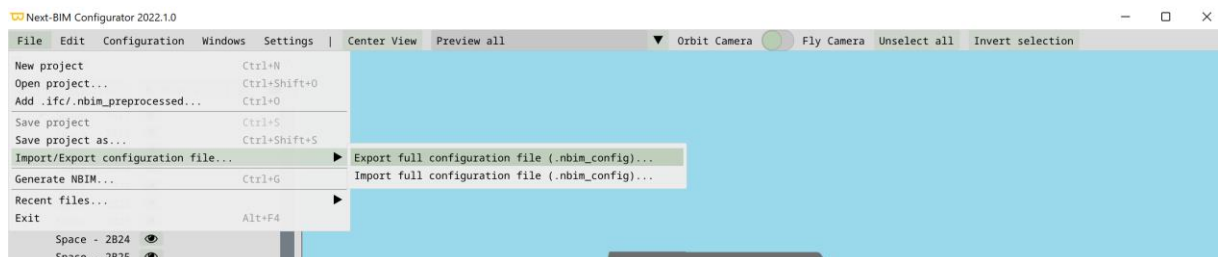 Next-BIM Configurator 2022.1.0
File Edit Configuration Windows Settings | Center View Preview all Orbit Camera Fly Camera Unselect all Invert selection
New project Ctrl+N
Open project... Ctrl+Shift+O
Add .ifc/.nbim_preprocessed... Ctrl+O
Save project Ctrl+S
Save project as... Ctrl+Shift+S
Import/Export configuration file... Export full configuration file (.nbim_config)...
Import full configuration file (.nbim_config)...
Generate NBIM... Ctrl+G
Recent files...
Exit Alt+F4
Space - 2B24
Space - 2B25